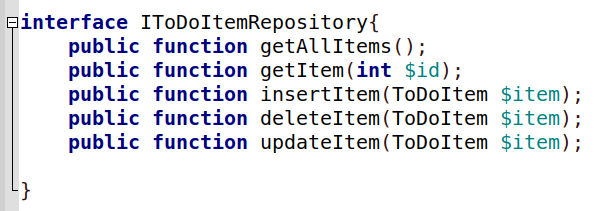 interface IToDoItemRepository{
    public function getAllItems();
    public function getItem(int $id);
    public function insertItem(ToDoItem $item);
    public function deleteItem(ToDoItem $item);
    public function updateItem(ToDoItem $item);
}